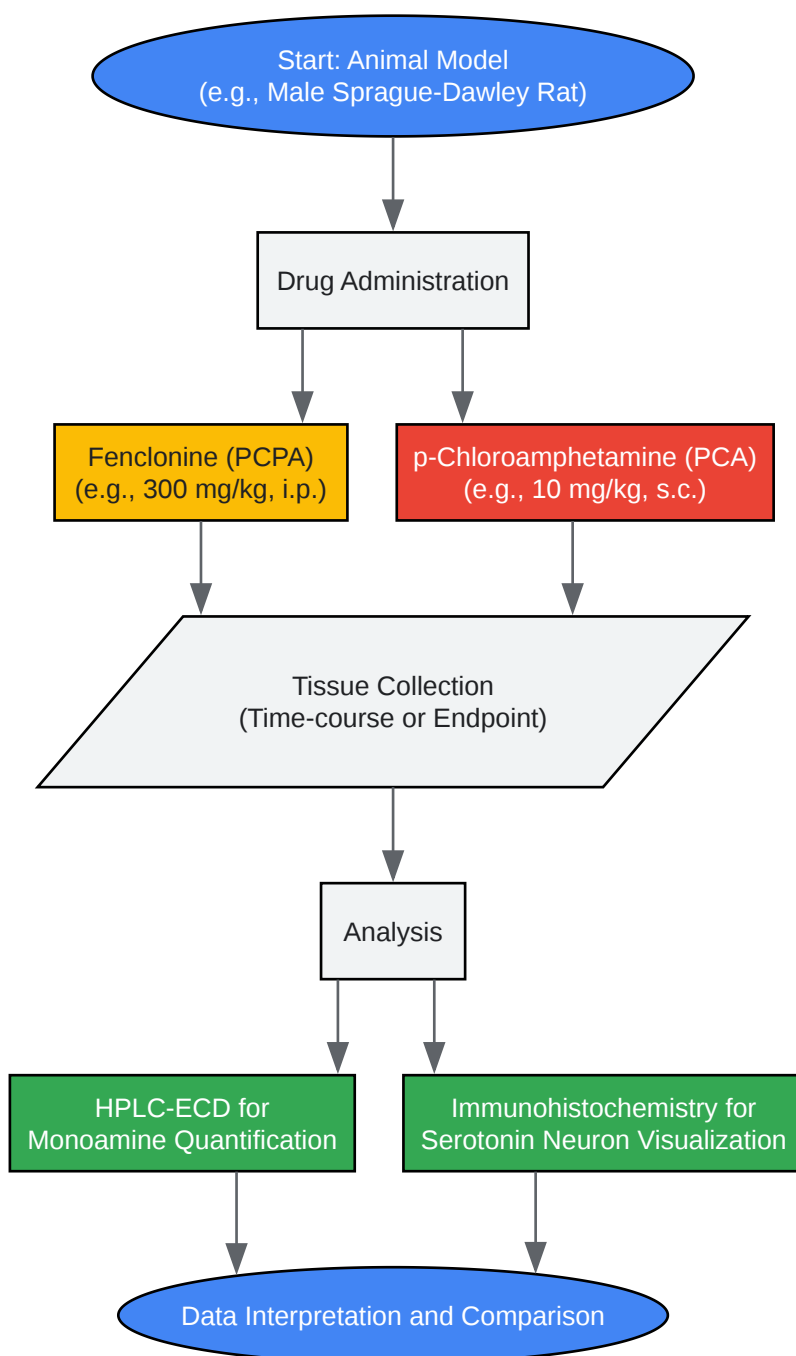 Start: Animal Model
(e.g., Male Sprague-Dawley Rat)
Drug Administration
Fenclonine (PCPA)
(e.g., 300 mg/kg, i.p.)
p-Chloroamphetamine (PCA)
(e.g., 10 mg/kg, s.c.)
Tissue Collection
(Time-course or Endpoint)
Analysis
HPLC-ECD for
Monoamine Quantification
Immunohistochemistry for
Serotonin Neuron Visualization
Data Interpretation and Comparison